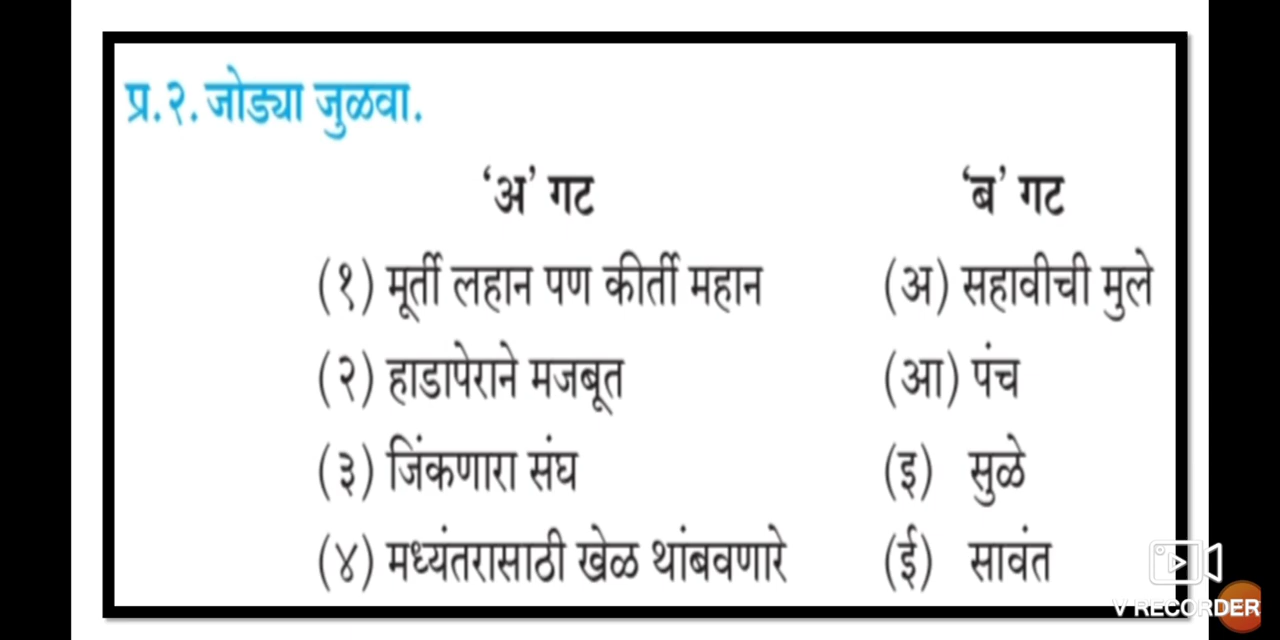 प्र.२. जोड्या जुळवा.
‘अ’ गट ‘ब’ गट
(१) मूर्ती लहान पण कीर्ती महान (अ) सहावीची मुले
(२) हाडापेराने मजबूत (आ) पंच
(३) जिंकणारा संघ (इ) सुळे
(४) मध्यंतरासाठी खेळ थांबवणारे (ई) सावंत
V RECORDER